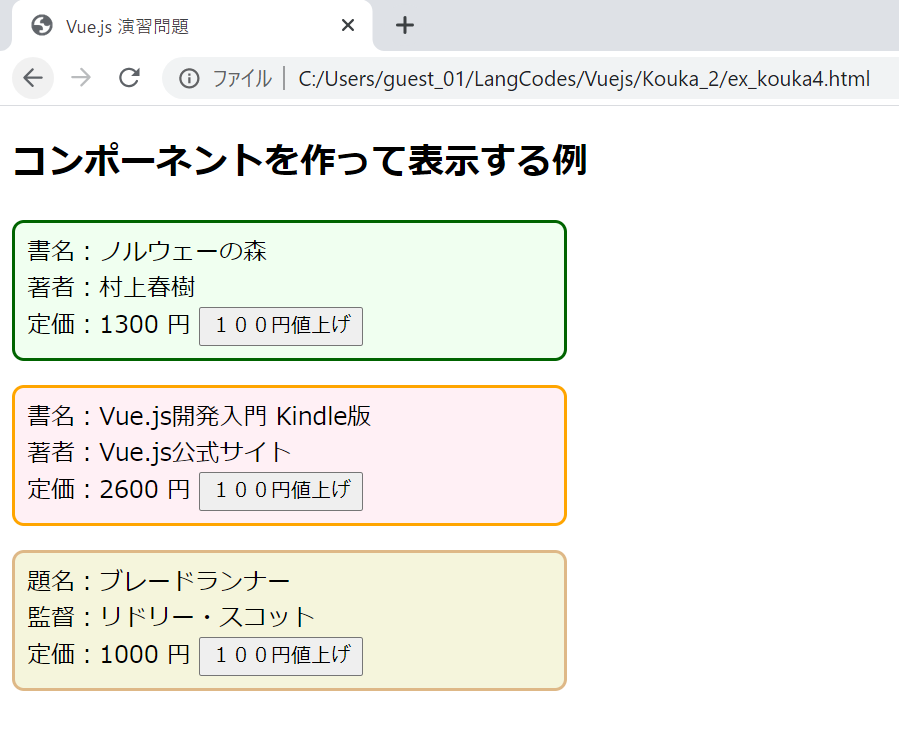 Vue.js 演習問題
ファイル | C:/Users/guest_01/LangCodes/Vuejs/Kouka_2/ex_kouka4.html
コンポーネントを作って表示する例
書名：ノルウェーの森
著者：村上春樹
定価：1300 円 １００円値上げ
書名：Vue.js開発入門 Kindle版
著者：Vue.js公式サイト
定価：2600 円 １００円値上げ
題名：ブレードランナー
監督：リドリー・スコット
定価：1000 円 １００円値上げ